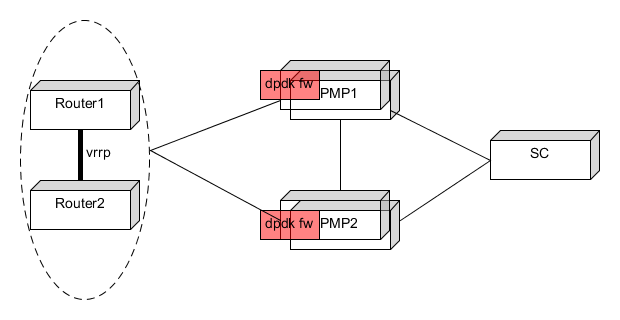 Router1
vrrp
Router2
dpdk fw
PMP1
dpdk fw
PMP2
SC